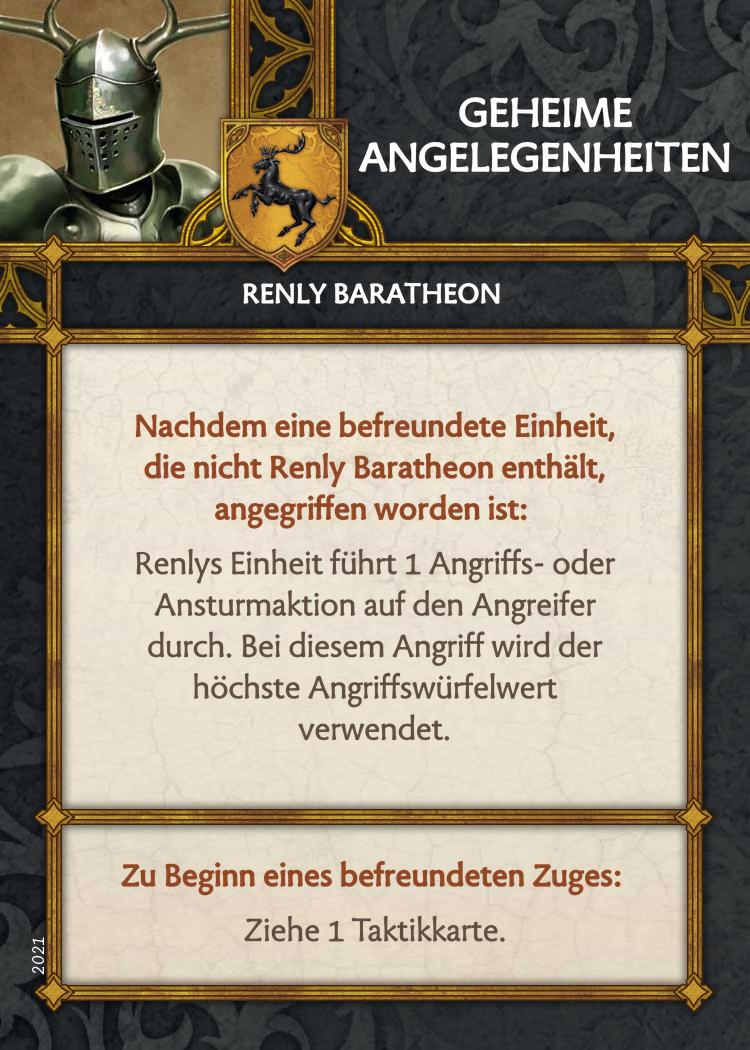 GEHEIME
ANGELEGENHEITEN
RENLY BARATHEON
Nachdem eine befreundete Einheit,
die nicht Renly Baratheon enthält,
angegriffen worden ist:
Renlys Einheit führt 1 Angriffs- oder
Ansturmaktion auf den Angreifer
durch. Bei diesem Angriff wird der
höchste Angriffswürfelwert
verwendet.
Zu Beginn eines befreundeten Zuges:
Ziehe 1 Taktikkarte.
2021